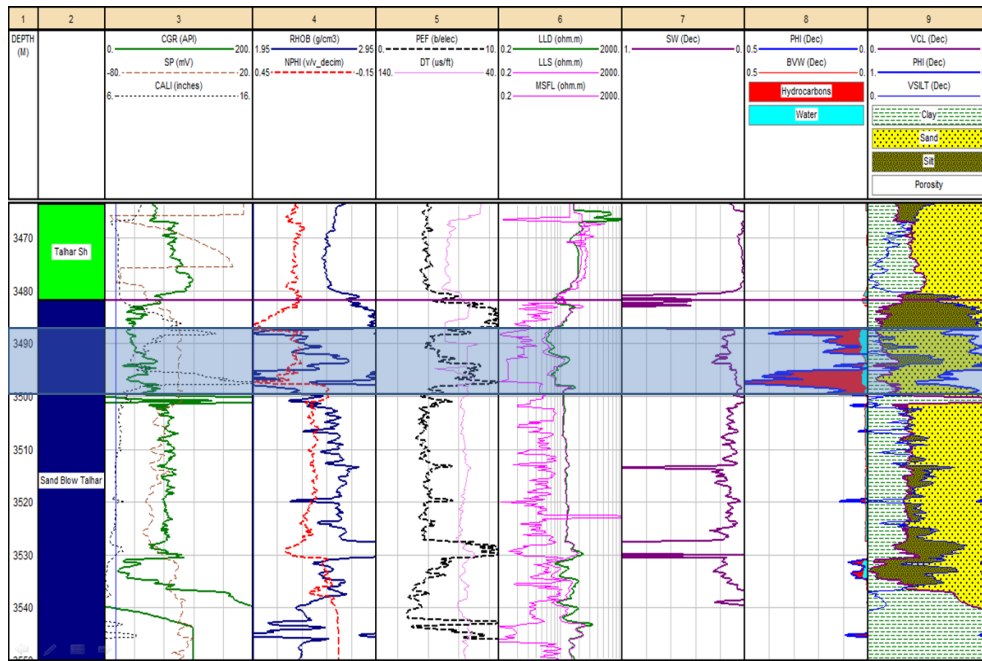 1 2 3 4 5 6 7 8 9
DEPTH (M)
CGR (API)
0. 200.
SP (mV)
-80. 20.
CALI (inches)
6. 16.
RHOB (g/cm3)
1.95 2.95
NPHI (v/v_decim)
0.45 -0.15
PEF (b/elec)
0. 10.
DT (us/ft)
140. 40.
LLD (ohm.m)
0.2 2000.
LLS (ohm.m)
0.2 2000.
MSFL (ohm.m)
0.2 2000.
SW (Dec)
1. 0.
PHI (Dec)
0.5 0.
BVW (Dec)
0.5 0.
Hydrocarbons
Water
VCL (Dec)
0. 1.
PHI (Dec)
1. 0.
VSILT (Dec)
0. 1.
Clay
Sand
Silt
Porosity
3470
Talhar Sh
3480
3490
3500
3510
Sand Blow Talhar
3520
3530
3540